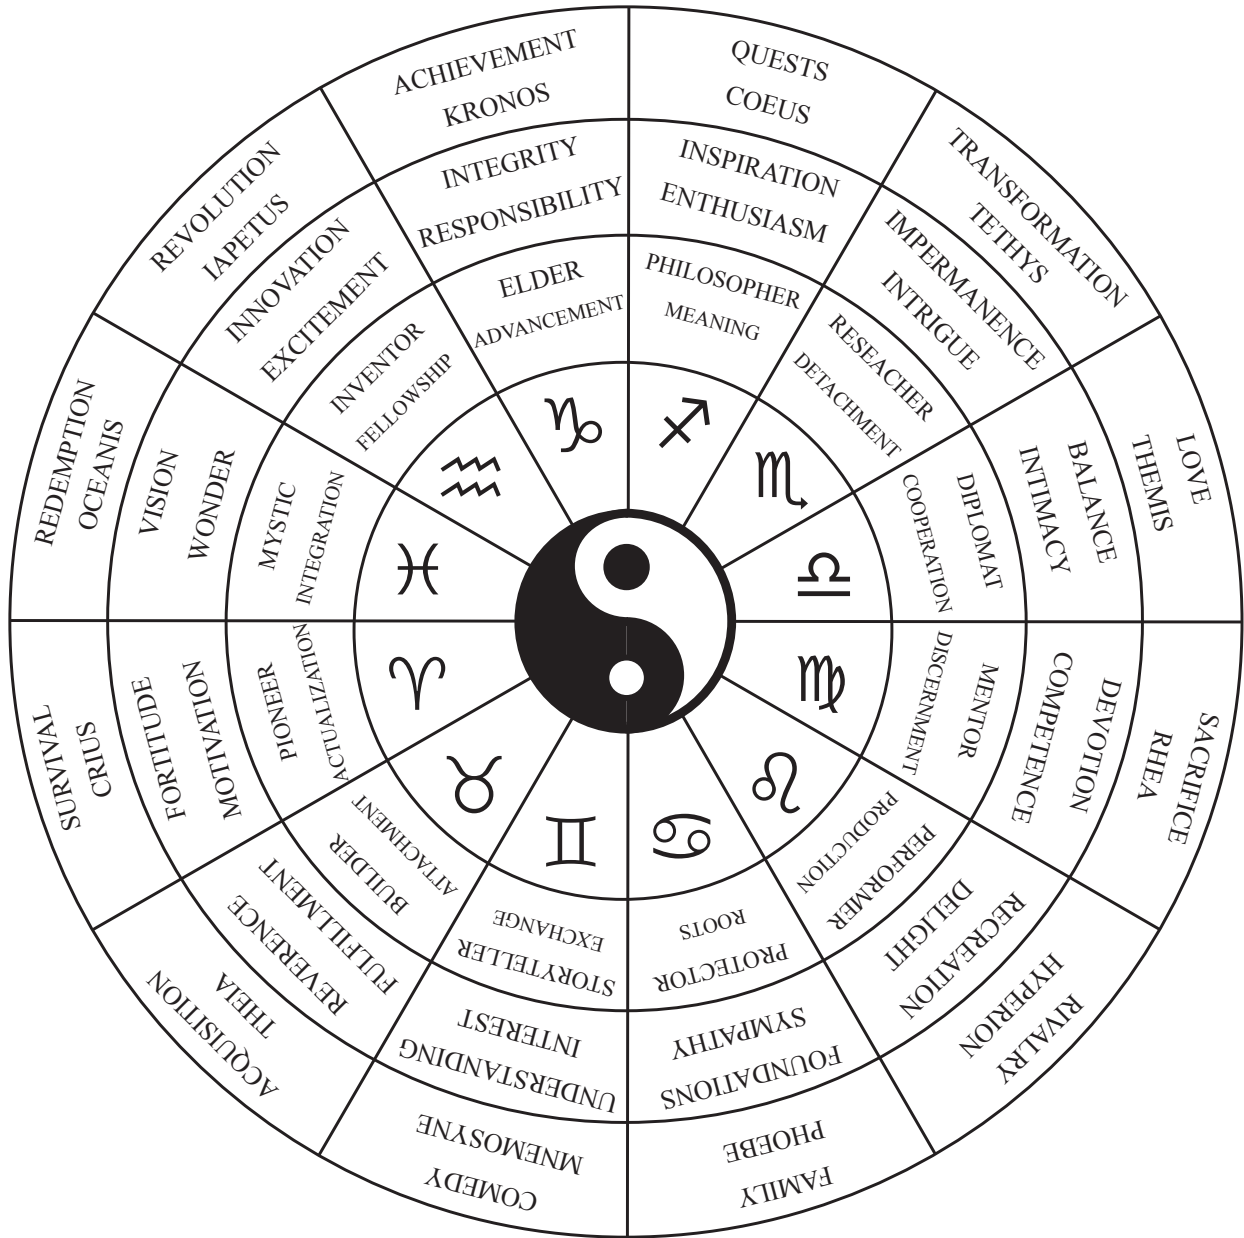 ACHIEVEMENT
KRONOS
INTEGRITY
RESPONSIBILITY
ELDER
ADVANCEMENT
♑
QUESTS
COEUS
INSPIRATION
ENTHUSIASM
PHILOSOPHER
MEANING
♐
TRANSFORMATION
TETHYS
IMPERMANENCE
INTRIGUE
RESEACHER
DETACHMENT
♏
LOVE
THEMIS
BALANCE
INTIMACY
DIPLOMAT
COOPERATION
♎
SACRIFICE
RHEA
DEVOTION
COMPETENCE
MENTOR
DISCERNMENT
♍
RIVALRY
HYPERION
RECREATION
DELIGHT
PERFORMER
PRODUCTION
♌
FAMILY
PHOEBE
FOUNDATIONS
SYMPATHY
PROTECTOR
ROOTS
♋
COMEDY
MNEMOSYNE
UNDERSTANDING
INTEREST
STORYTELLER
EXCHANGE
♊
ACQUISITION
THEIA
REVERENCE
FULFILLMENT
BUILDER
ATTACHMENT
♉
SURVIVAL
CRIUS
FORTITUDE
MOTIVATION
PIONEER
ACTUALIZATION
♈
REDEMPTION
OCEANIS
VISION
WONDER
MYSTIC
INTEGRATION
♓
REVOLUTION
IAPETUS
INNOVATION
EXCITEMENT
INVENTOR
FELLOWSHIP
♒